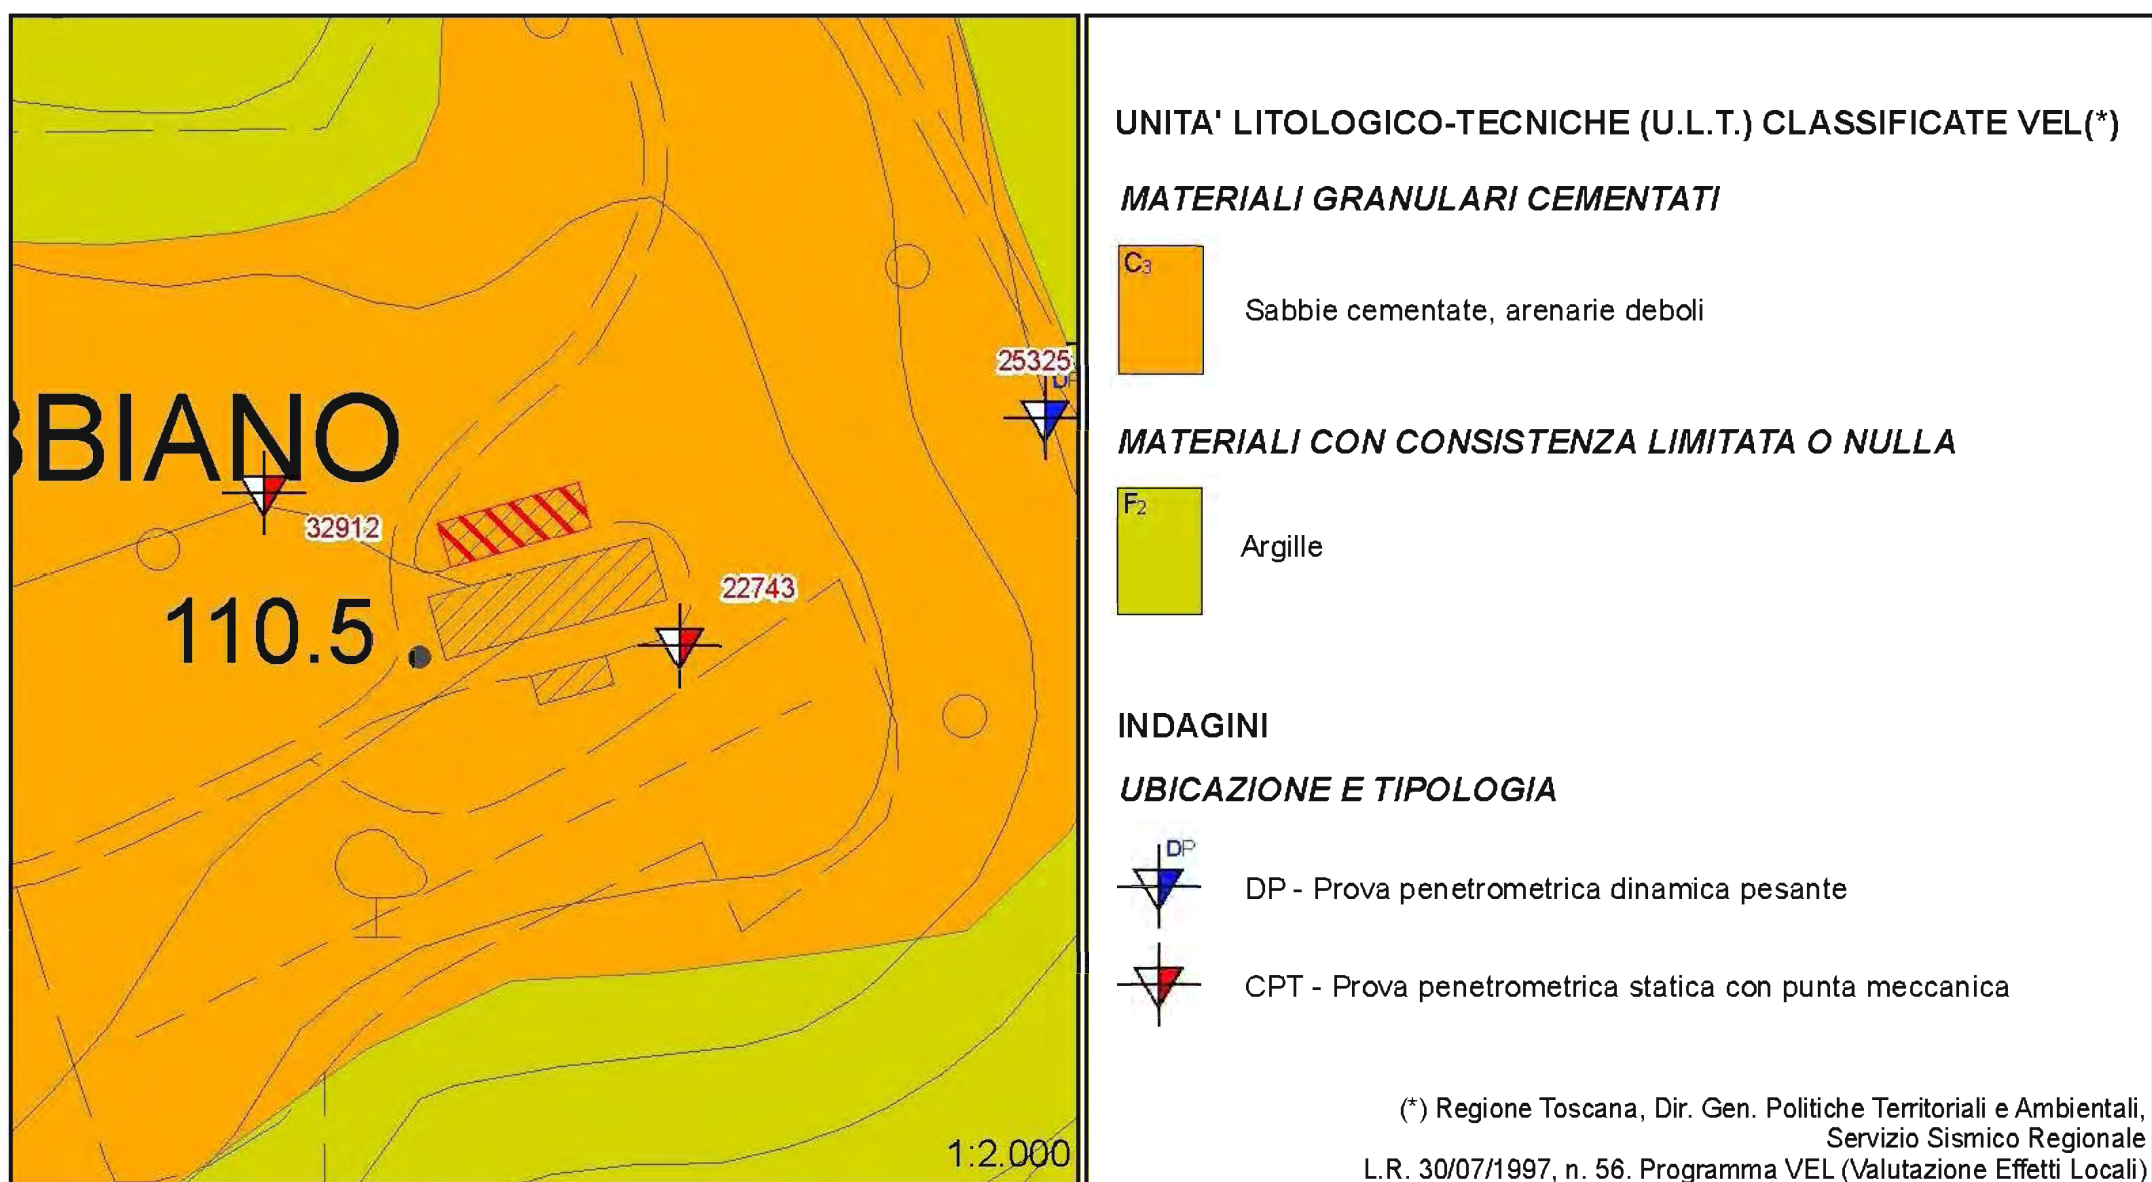 25325
DP
BBIANO
32912
22743
110.5
1:2.000
UNITA' LITOLOGICO-TECNICHE (U.L.T.) CLASSIFICATE VEL(*)
MATERIALI GRANULARI CEMENTATI
C3
Sabbie cementate, arenarie deboli
MATERIALI CON CONSISTENZA LIMITATA O NULLA
F2
Argille
INDAGINI
UBICAZIONE E TIPOLOGIA
DP
DP - Prova penetrometrica dinamica pesante
CPT - Prova penetrometrica statica con punta meccanica
(*) Regione Toscana, Dir. Gen. Politiche Territoriali e Ambientali,
Servizio Sismico Regionale
L.R. 30/07/1997, n. 56. Programma VEL (Valutazione Effetti Locali)